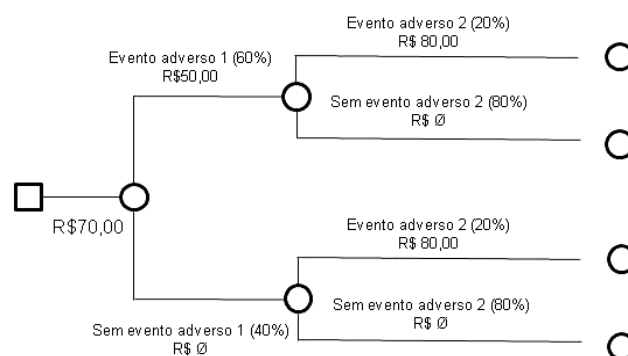 Evento adverso 2 (20%)
R$ 80,00
Evento adverso 1 (60%)
R$50,00
Sem evento adverso 2 (80%)
R$ Ø
R$70,00
Evento adverso 2 (20%)
R$ 80,00
Sem evento adverso 2 (80%)
R$ Ø
Sem evento adverso 1 (40%)
R$ Ø